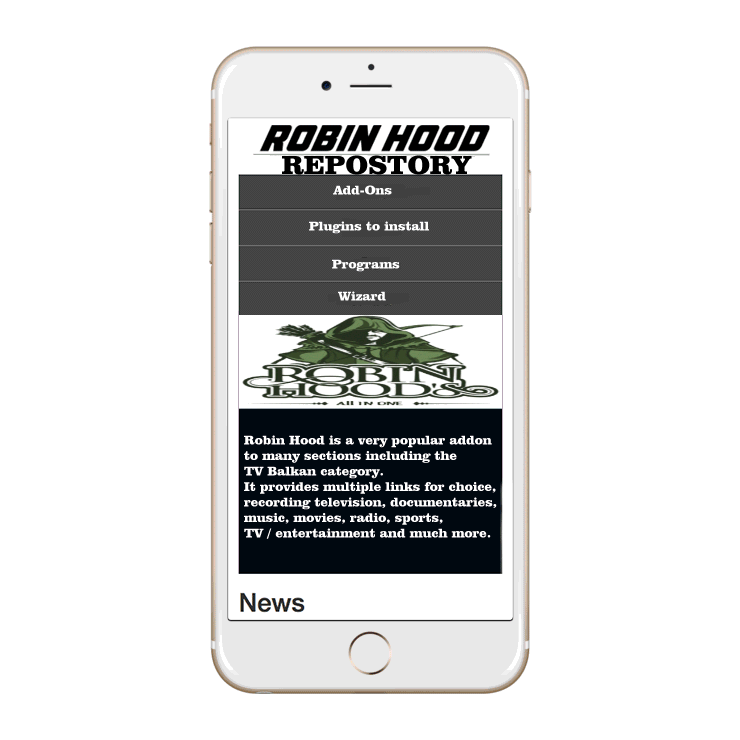 ROBIN HOOD
REPOSTORY
Add-Ons
Plugins to install
Programs
Wizard
ROBIN
HOOD'S
All IN ONE
Robin Hood is a very popular addon
to many sections including the
TV Balkan category.
It provides multiple links for choice,
recording television, documentaries,
music, movies, radio, sports,
TV / entertainment and much more.
News